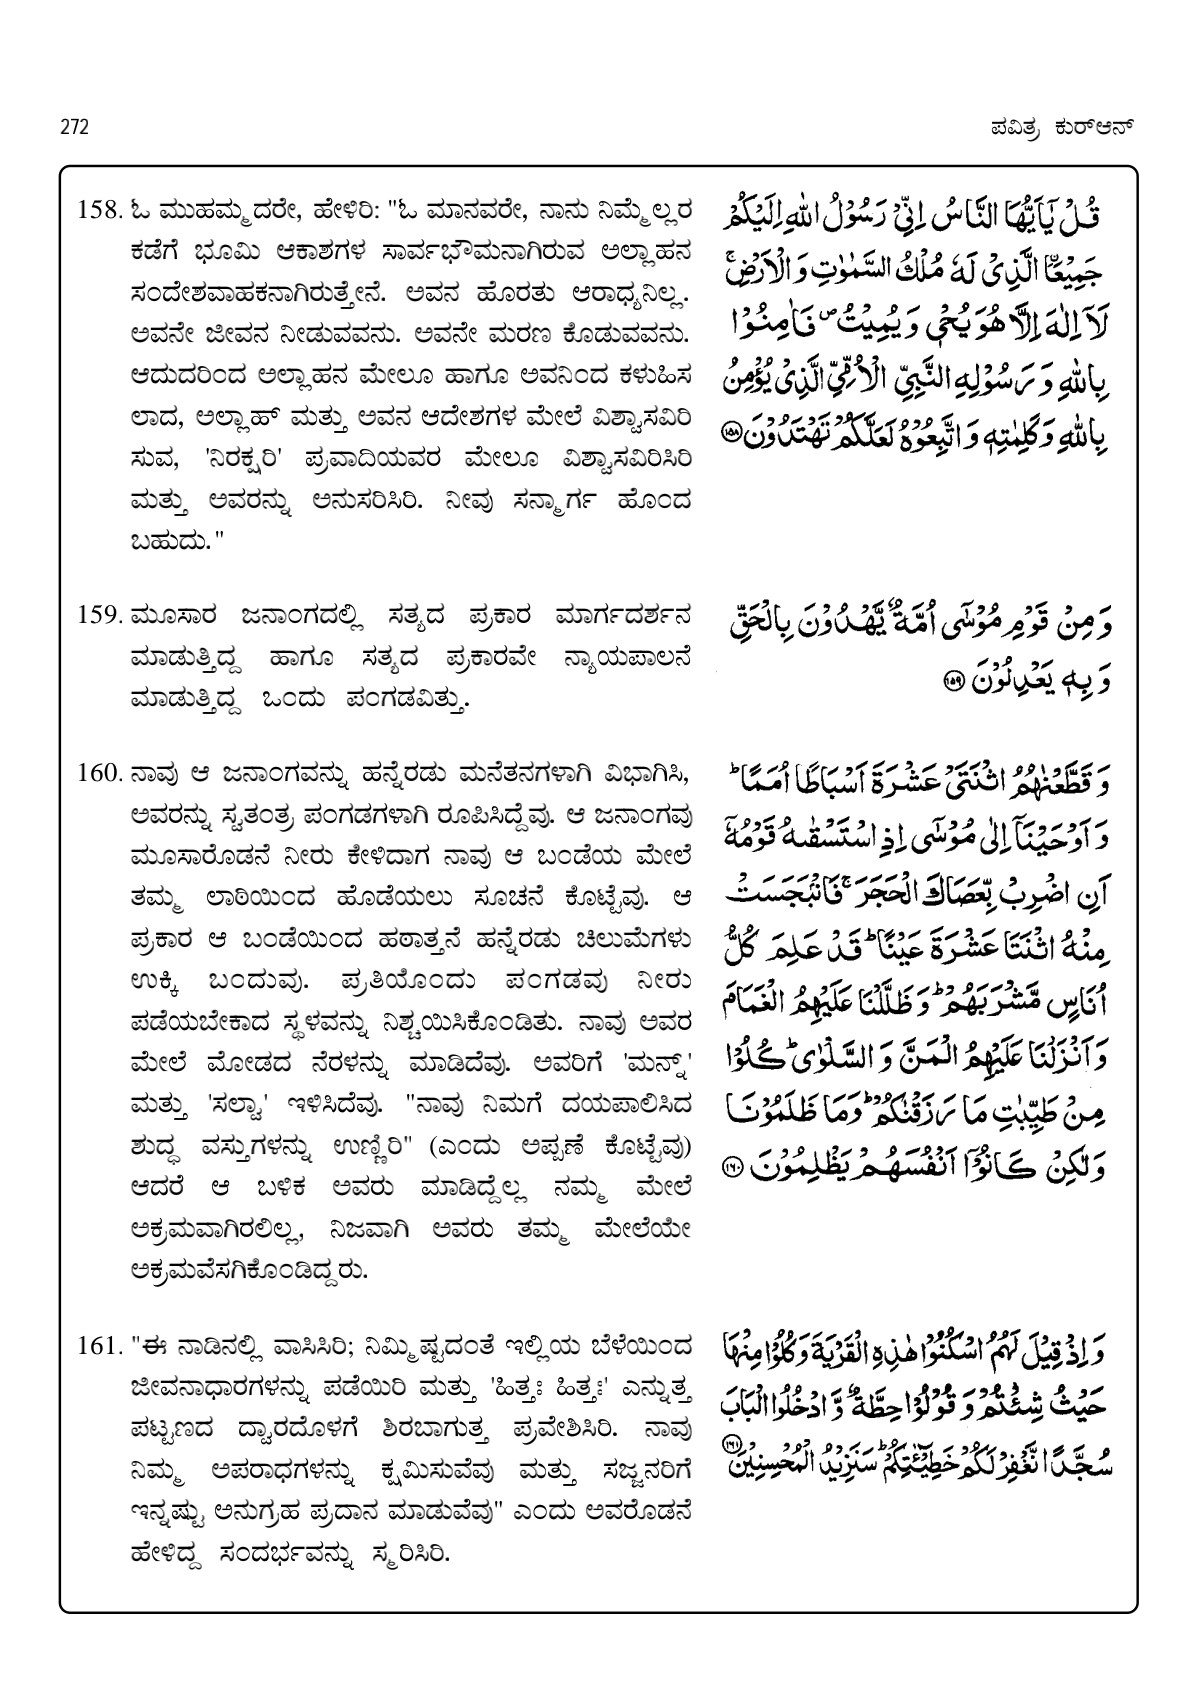 272
ಪವಿತ್ರ ಕುರ್‌ಆನ್
158. ಓ ಮುಹಮ್ಮದರೇ, ಹೇಳಿರಿ: "ಓ ಮಾನವರೇ, ನಾನು ನಿಮ್ಮೆಲ್ಲರ
ಕಡೆಗೆ ಭೂಮಿ ಆಕಾಶಗಳ ಸಾರ್ವಭೌಮನಾಗಿರುವ ಅಲ್ಲಾಹನ
ಸಂದೇಶವಾಹಕನಾಗಿರುತ್ತೇನೆ. ಅವನ ಹೊರತು ಆರಾಧ್ಯನಿಲ್ಲ.
ಅವನೇ ಜೀವನ ನೀಡುವವನು. ಅವನೇ ಮರಣ ಕೊಡುವವನು.
ಆದುದರಿಂದ ಅಲ್ಲಾಹನ ಮೇಲೂ ಹಾಗೂ ಅವನಿಂದ ಕಳುಹಿಸ
ಲಾದ, ಅಲ್ಲಾಹ್ ಮತ್ತು ಅವನ ಆದೇಶಗಳ ಮೇಲೆ ವಿಶ್ವಾಸವಿರಿ
ಸುವ, 'ನಿರಕ್ಷರಿ' ಪ್ರವಾದಿಯವರ ಮೇಲೂ ವಿಶ್ವಾಸವಿರಿಸಿರಿ
ಮತ್ತು ಅವರನ್ನು ಅನುಸರಿಸಿರಿ. ನೀವು ಸನ್ಮಾರ್ಗ ಹೊಂದ
ಬಹುದು."
قُلْ يٰۤاَيُّهَا النَّاسُ اِنِّيْ رَسُوْلُ اللهِ اِلَيْكُمْ
جَمِيْعًا الَّذِيْ لَهٗ مُلْكُ السَّمٰوٰتِ وَالْاَرْضِ ۚ
لَاۤ اِلٰهَ اِلَّا هُوَ يُحْيٖ وَيُمِيْتُ ۪ فَاٰمِنُوْا
بِاللهِ وَرَسُوْلِهِ النَّبِيِّ الْاُمِّيِّ الَّذِيْ يُؤْمِنُ
بِاللهِ وَكَلِمٰتِهٖ وَاتَّبِعُوْهُ لَعَلَّكُمْ تَهْتَدُوْنَ ۝١٥٨
159. ಮೂಸಾರ ಜನಾಂಗದಲ್ಲಿ ಸತ್ಯದ ಪ್ರಕಾರ ಮಾರ್ಗದರ್ಶನ
ಮಾಡುತ್ತಿದ್ದ ಹಾಗೂ ಸತ್ಯದ ಪ್ರಕಾರವೇ ನ್ಯಾಯಪಾಲನೆ
ಮಾಡುತ್ತಿದ್ದ ಒಂದು ಪಂಗಡವಿತ್ತು.
وَمِنْ قَوْمِ مُوْسٰۤى اُمَّةٌ يَّهْدُوْنَ بِالْحَقِّ
وَبِهٖ يَعْدِلُوْنَ ۝١٥٩
160. ನಾವು ಆ ಜನಾಂಗವನ್ನು ಹನ್ನೆರಡು ಮನೆತನಗಳಾಗಿ ವಿಭಾಗಿಸಿ,
ಅವರನ್ನು ಸ್ವತಂತ್ರ ಪಂಗಡಗಳಾಗಿ ರೂಪಿಸಿದ್ದೆವು. ಆ ಜನಾಂಗವು
ಮೂಸಾರೊಡನೆ ನೀರು ಕೇಳಿದಾಗ ನಾವು ಆ ಬಂಡೆಯ ಮೇಲೆ
ತಮ್ಮ ಲಾಠಿಯಿಂದ ಹೊಡೆಯಲು ಸೂಚನೆ ಕೊಟ್ಟೆವು. ಆ
ಪ್ರಕಾರ ಆ ಬಂಡೆಯಿಂದ ಹಠಾತ್ತನೆ ಹನ್ನೆರಡು ಚಿಲುಮೆಗಳು
ಉಕ್ಕಿ ಬಂದುವು. ಪ್ರತಿಯೊಂದು ಪಂಗಡವು ನೀರು
ಪಡೆಯಬೇಕಾದ ಸ್ಥಳವನ್ನು ನಿಶ್ಚಯಿಸಿಕೊಂಡಿತು. ನಾವು ಅವರ
ಮೇಲೆ ಮೋಡದ ನೆರಳನ್ನು ಮಾಡಿದೆವು. ಅವರಿಗೆ 'ಮನ್ನ್'
ಮತ್ತು 'ಸಲ್ವಾ' ಇಳಿಸಿದೆವು. "ನಾವು ನಿಮಗೆ ದಯಪಾಲಿಸಿದ
ಶುದ್ಧ ವಸ್ತುಗಳನ್ನು ಉಣ್ಣಿರಿ" (ಎಂದು ಅಪ್ಪಣೆ ಕೊಟ್ಟೆವು)
ಆದರೆ ಆ ಬಳಿಕ ಅವರು ಮಾಡಿದ್ದೆಲ್ಲ ನಮ್ಮ ಮೇಲೆ
ಅಕ್ರಮವಾಗಿರಲಿಲ್ಲ, ನಿಜವಾಗಿ ಅವರು ತಮ್ಮ ಮೇಲೆಯೇ
ಅಕ್ರಮವೆಸಗಿಕೊಂಡಿದ್ದರು.
وَقَطَّعْنٰهُمُ اثْنَتَيْ عَشْرَةَ اَسْبَاطًا اُمَمًا ؕ
وَاَوْحَيْنَاۤ اِلٰى مُوْسٰۤى اِذِ اسْتَسْقٰىهُ قَوْمُهٗۤ
اَنِ اضْرِبْ بِّعَصَاكَ الْحَجَرَ ۚ فَانْۢبَجَسَتْ
مِنْهُ اثْنَتَا عَشْرَةَ عَيْنًا ؕ قَدْ عَلِمَ كُلُّ
اُنَاسٍ مَّشْرَبَهُمْ ؕ وَظَلَّلْنَا عَلَيْهِمُ الْغَمَامَ
وَاَنْزَلْنَا عَلَيْهِمُ الْمَنَّ وَالسَّلْوٰى ؕ كُلُوْا
مِنْ طَيِّبٰتِ مَا رَزَقْنٰكُمْ ؕ وَمَا ظَلَمُوْنَا
وَلٰكِنْ كَانُوْۤا اَنْفُسَهُمْ يَظْلِمُوْنَ ۝١٦٠
161. "ಈ ನಾಡಿನಲ್ಲಿ ವಾಸಿಸಿರಿ; ನಿಮ್ಮಿಷ್ಟದಂತೆ ಇಲ್ಲಿಯ ಬೆಳೆಯಿಂದ
ಜೀವನಾಧಾರಗಳನ್ನು ಪಡೆಯಿರಿ ಮತ್ತು 'ಹಿತ್ತಃ ಹಿತ್ತಃ' ಎನ್ನುತ್ತ
ಪಟ್ಟಣದ ದ್ವಾರದೊಳಗೆ ಶಿರಬಾಗುತ್ತ ಪ್ರವೇಶಿಸಿರಿ. ನಾವು
ನಿಮ್ಮ ಅಪರಾಧಗಳನ್ನು ಕ್ಷಮಿಸುವೆವು ಮತ್ತು ಸಜ್ಜನರಿಗೆ
ಇನ್ನಷ್ಟು ಅನುಗ್ರಹ ಪ್ರದಾನ ಮಾಡುವೆವು" ಎಂದು ಅವರೊಡನೆ
ಹೇಳಿದ್ದ ಸಂದರ್ಭವನ್ನು ಸ್ಮರಿಸಿರಿ.
وَاِذْ قِيْلَ لَهُمُ اسْكُنُوْا هٰذِهِ الْقَرْيَةَ وَكُلُوْا مِنْهَا
حَيْثُ شِئْتُمْ وَقُوْلُوْا حِطَّةٌ وَّادْخُلُوا الْبَابَ
سُجَّدًا نَّغْفِرْ لَكُمْ خَطِيْٓـٰٔتِكُمْ ؕ سَنَزِيْدُ الْمُحْسِنِيْنَ ۝١٦١